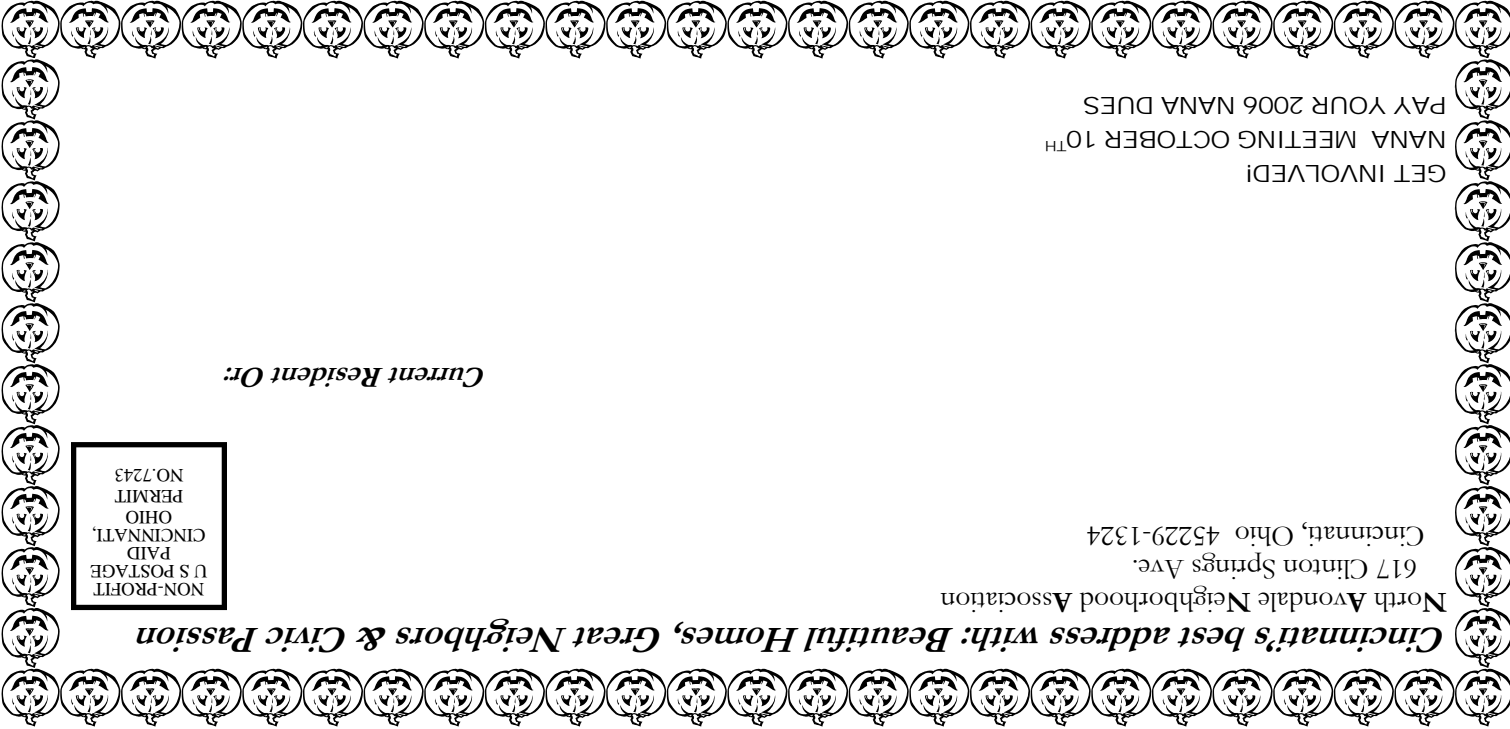 Cincinnati's best address with: Beautiful Homes, Great Neighbors & Civic Passion
North Avondale Neighborhood Association
617 Clinton Springs Ave.
Cincinnati, Ohio 45229-1324
NON-PROFIT
U S POSTAGE
PAID
CINCINNATI,
OHIO
PERMIT
NO.7243
Current Resident Or:
GET INVOLVED!
NANA MEETING OCTOBER 10TH
PAY YOUR 2006 NANA DUES